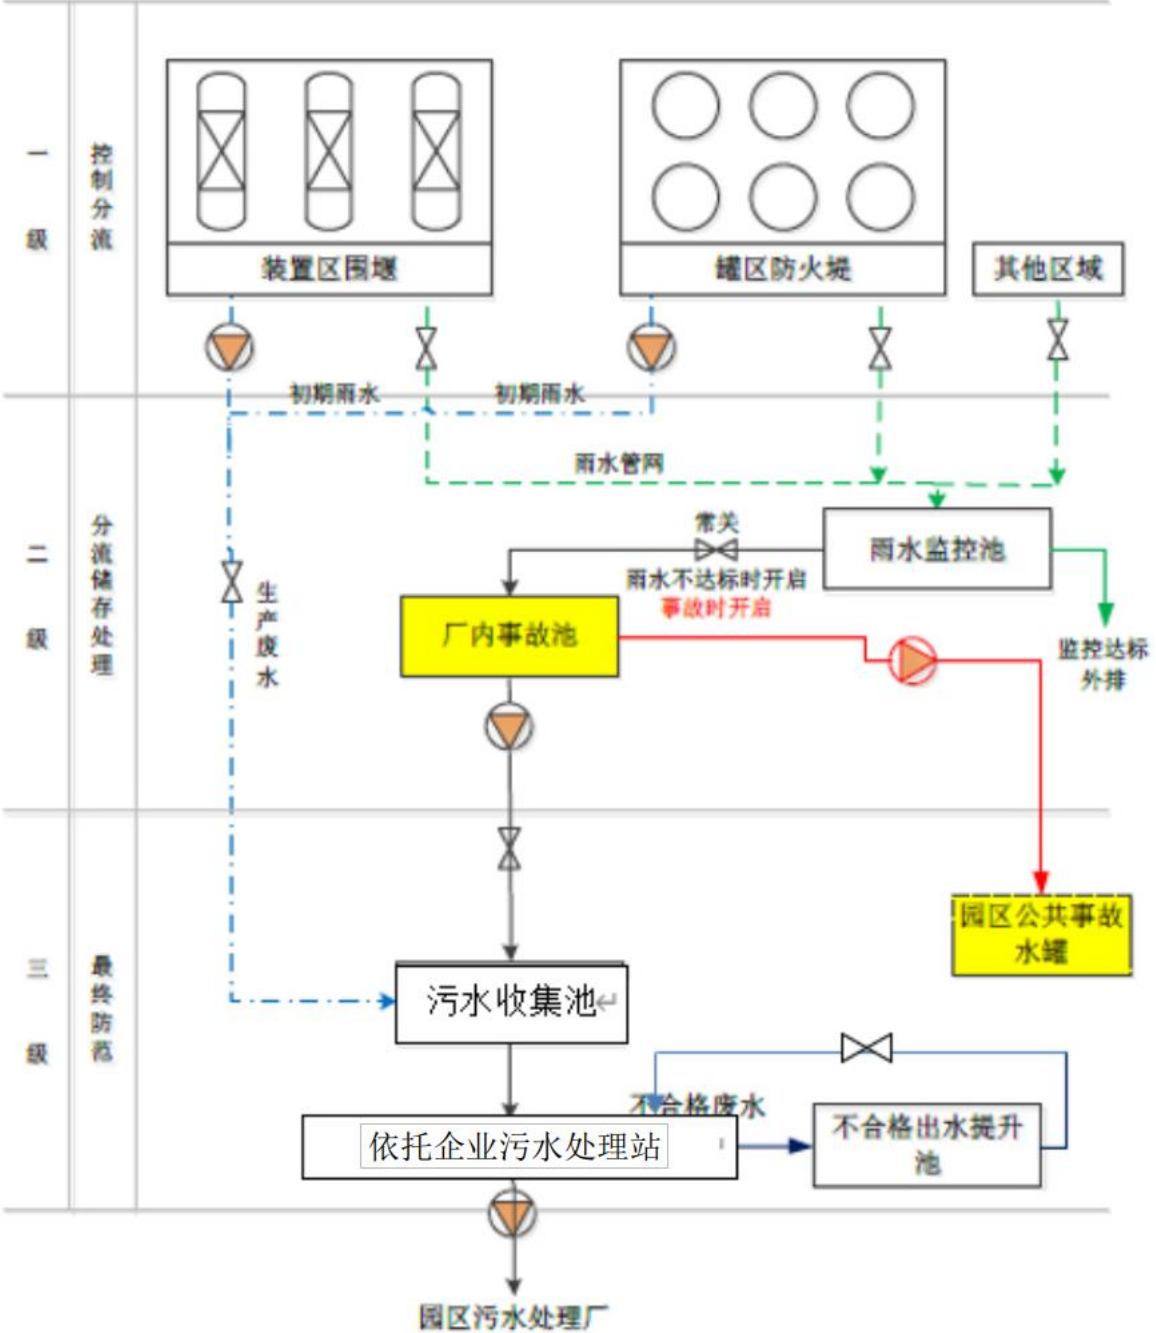 一级
控制分流
装置区围堰
罐区防火堤
其他区域
初期雨水
初期雨水
雨水管网
二级
分流储存处理
常关
雨水监控池
雨水不达标时开启
事故时开启
生产废水
厂内事故池
监控达标
外排
园区公共事故
水罐
三级
最终防范
污水收集池↵
不合格废水
依托企业污水处理站
不合格出水提升
池
园区污水处理厂